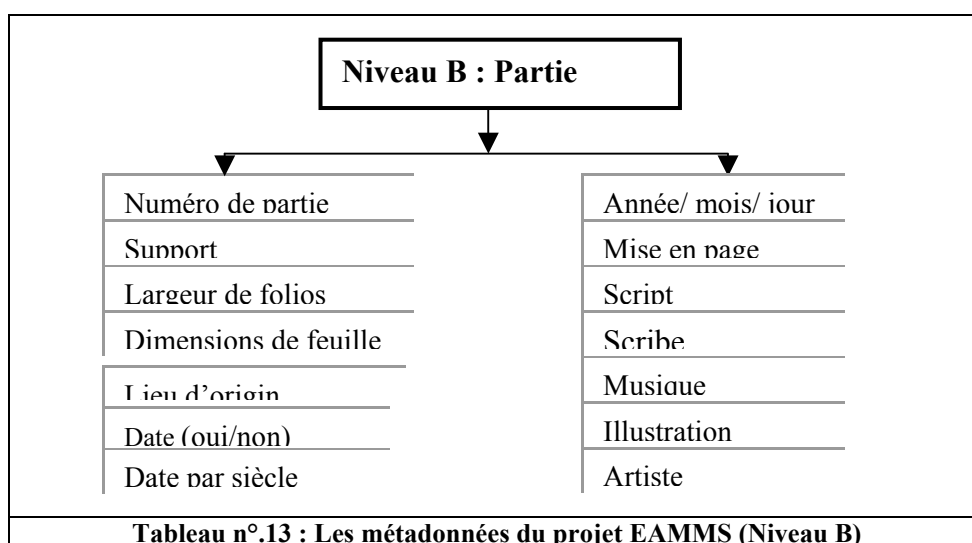 Niveau B : Partie
Numéro de partie
Support
Largeur de folios
Dimensions de feuille
Lieu d’origin
Date (oui/non)
Date par siècle
Année/ mois/ jour
Mise en page
Script
Scribe
Musique
Illustration
Artiste
Tableau n°.13 : Les métadonnées du projet EAMMS (Niveau B)